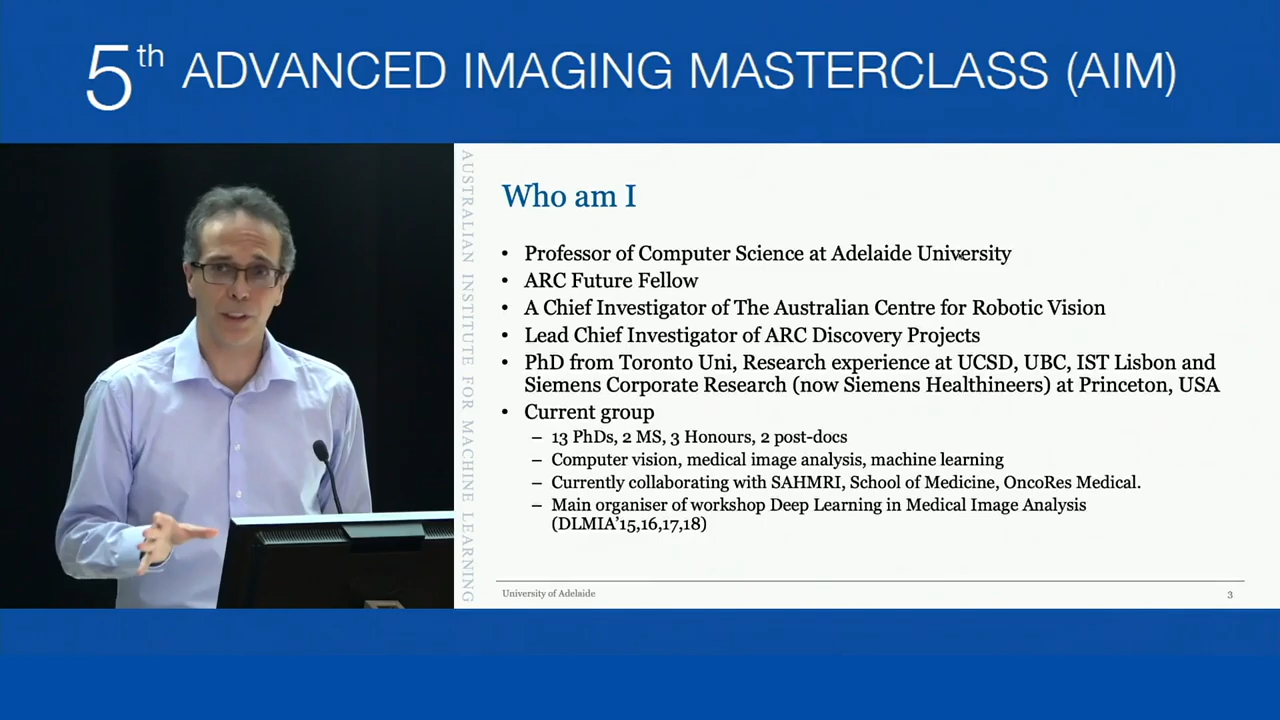 5th ADVANCED IMAGING MASTERCLASS (AIM)
AUSTRALIAN INSTITUTE FOR MACHINE LEARNING
Who am I
• Professor of Computer Science at Adelaide University
• ARC Future Fellow
• A Chief Investigator of The Australian Centre for Robotic Vision
• Lead Chief Investigator of ARC Discovery Projects
• PhD from Toronto Uni, Research experience at UCSD, UBC, IST Lisbon and
Siemens Corporate Research (now Siemens Healthineers) at Princeton, USA
• Current group
– 13 PhDs, 2 MS, 3 Honours, 2 post-docs
– Computer vision, medical image analysis, machine learning
– Currently collaborating with SAHMRI, School of Medicine, OncoRes Medical.
– Main organiser of workshop Deep Learning in Medical Image Analysis
(DLMIA'15,16,17,18)
University of Adelaide
3